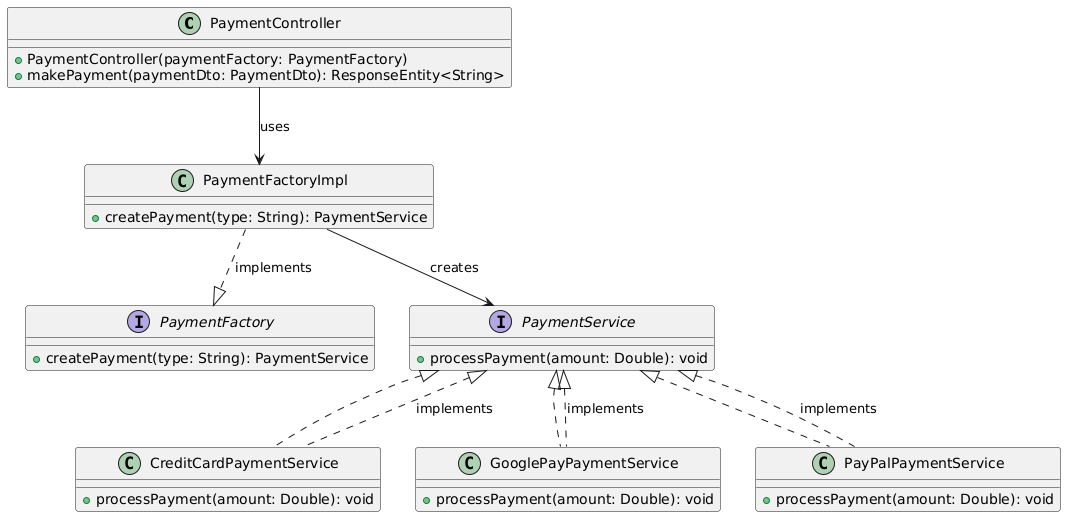 C PaymentController
PaymentController(paymentFactory: PaymentFactory)
makePayment(paymentDto: PaymentDto): ResponseEntity<String>
uses
C PaymentFactoryImpl
createPayment(type: String): PaymentService
implements
creates
I PaymentFactory
createPayment(type: String): PaymentService
I PaymentService
processPayment(amount: Double): void
implements
implements
implements
C CreditCardPaymentService
processPayment(amount: Double): void
C GooglePayPaymentService
processPayment(amount: Double): void
C PayPalPaymentService
processPayment(amount: Double): void